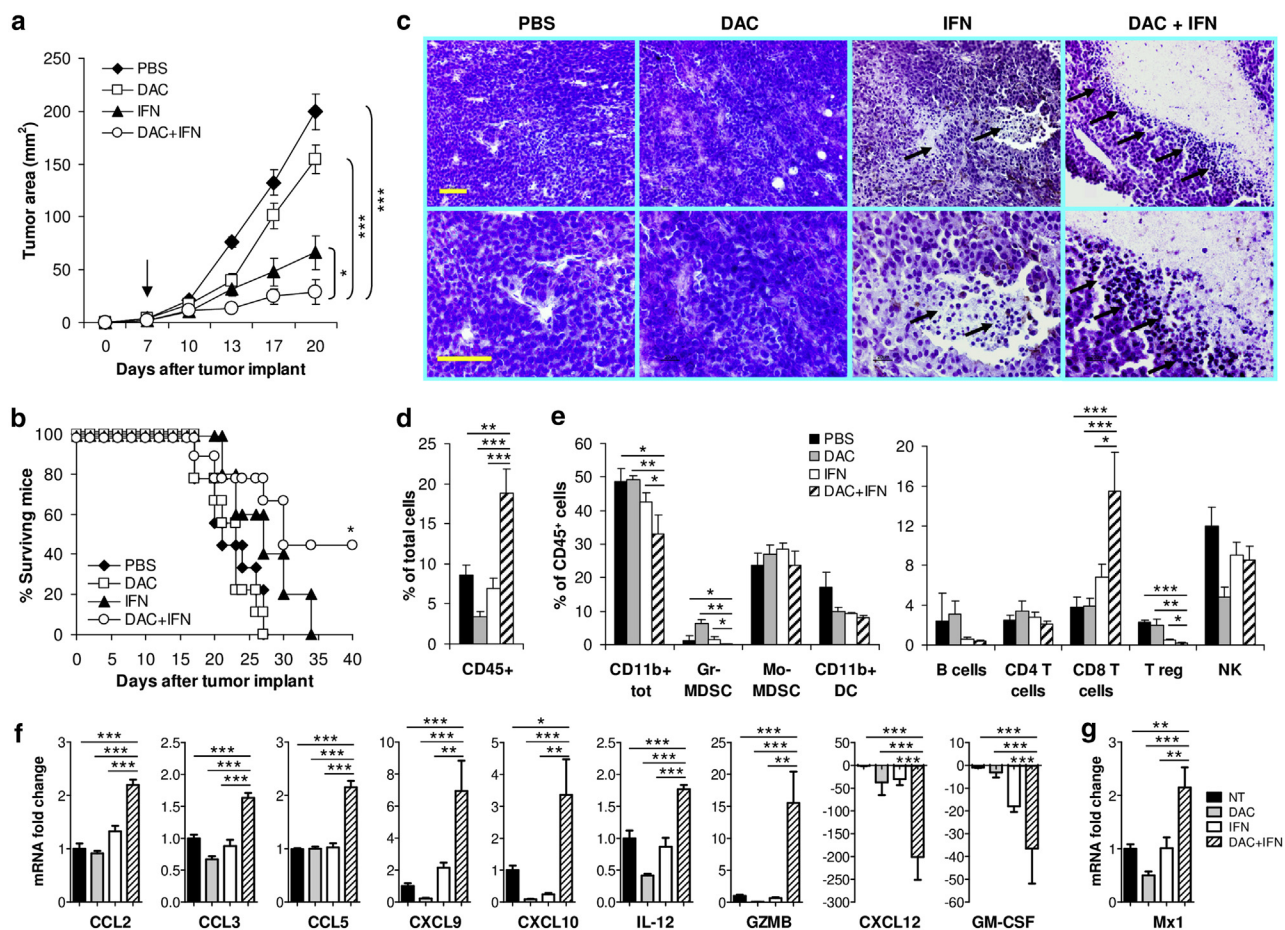 a
250
200
150
100
50
0
Tumor area (mm²)
PBS
DAC
IFN
DAC+IFN
*
***
***
0 7 10 13 17 20
Days after tumor implant
b
100
80
60
40
20
0
% Survivng mice
PBS
DAC
IFN
DAC+IFN
*
0 5 10 15 20 25 30 35 40
Days after tumor implant
c
PBS DAC IFN DAC + IFN
d
25
20
15
10
5
0
% of total cells
**
***
***
CD45+
e
60
50
40
30
20
10
0
% of CD45⁺ cells
*
**
*
*
**
*
PBS
DAC
IFN
DAC+IFN
CD11b+ tot
Gr-MDSC
Mo-MDSC
CD11b+ DC
20
16
12
8
4
0
***
***
*
***
**
*
B cells
CD4 T cells
CD8 T cells
T reg
NK
f
mRNA fold change
3
2
1
0
***
***
***
CCL2
2.0
1.5
1.0
0.5
0.0
***
***
***
CCL3
3
2
1
0
***
***
***
CCL5
10
8
6
4
2
0
***
***
**
CXCL9
5
4
3
2
1
0
*
***
**
CXCL10
2.0
1.5
1.0
0.5
0.0
***
***
***
IL-12
25
20
15
10
5
0
***
***
**
GZMB
0
-50
-100
-150
-200
-250
-300
***
***
***
CXCL12
0
-10
-20
-30
-40
-50
-60
***
***
***
GM-CSF
NT
DAC
IFN
DAC+IFN
g
mRNA fold change
3
2
1
0
**
***
**
Mx1